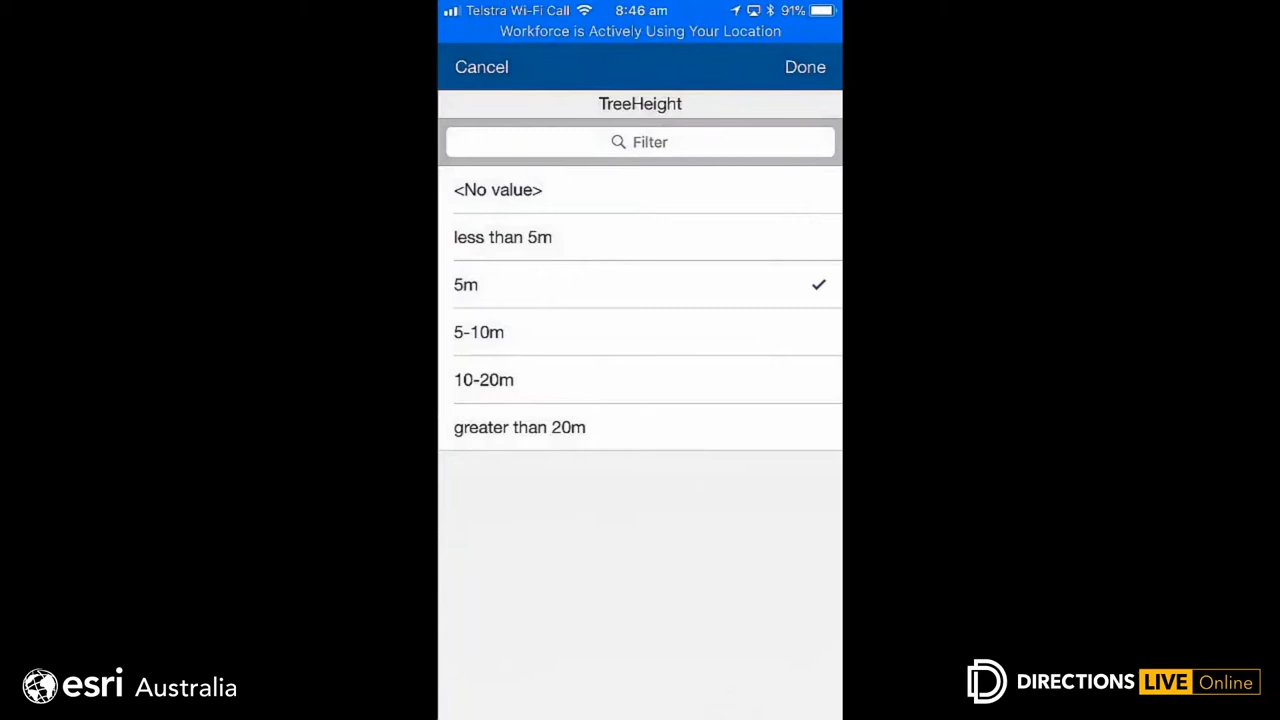 Telstra Wi-Fi Call 8:46 am 91%
Workforce is Actively Using Your Location
Cancel Done
TreeHeight
Filter
<No value>
less than 5m
5m
5-10m
10-20m
greater than 20m
esri Australia
DIRECTIONS LIVE Online